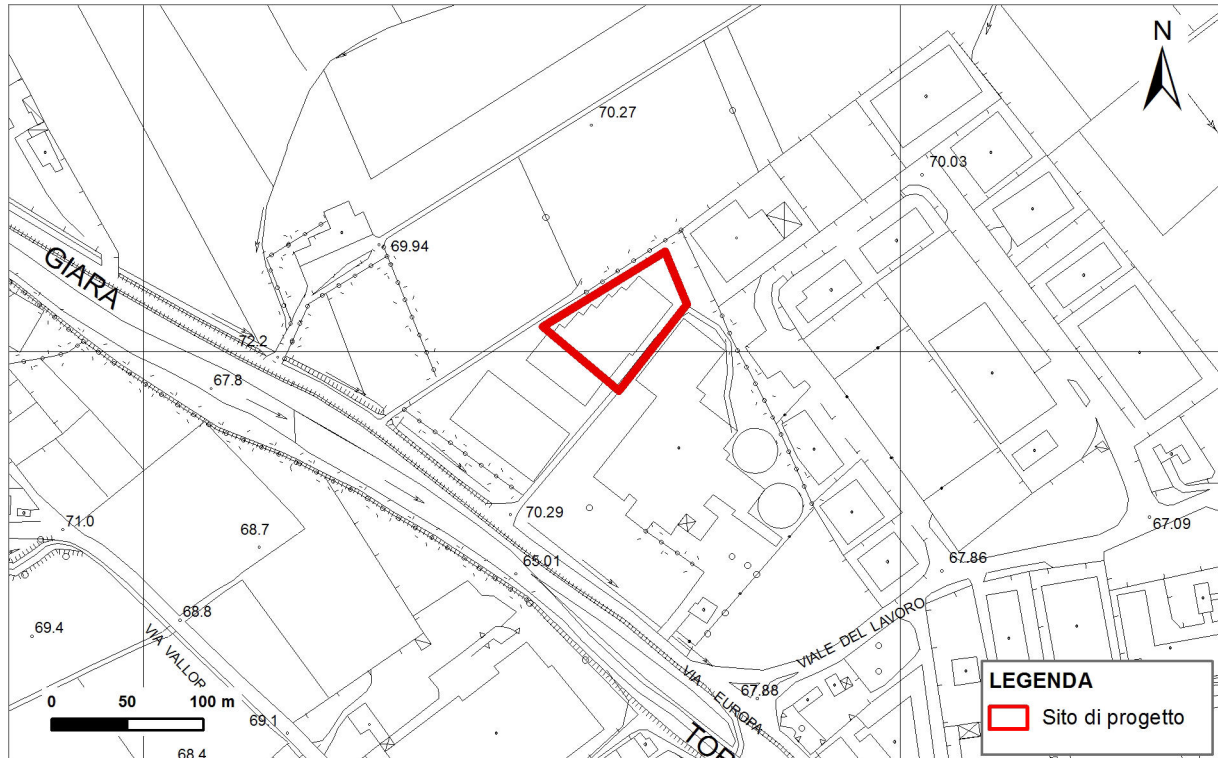 N
70.27
70.03
69.94
GIARA
72.2
67.8
70.29
67.09
71.0
68.7
65.01
67.86
68.8
69.4
VIA VALLOR
VIALE DEL LAVORO
VIA EUROPA
67.88
LEGENDA
Sito di progetto
0 50 100 m
69.1
TOR
68.4